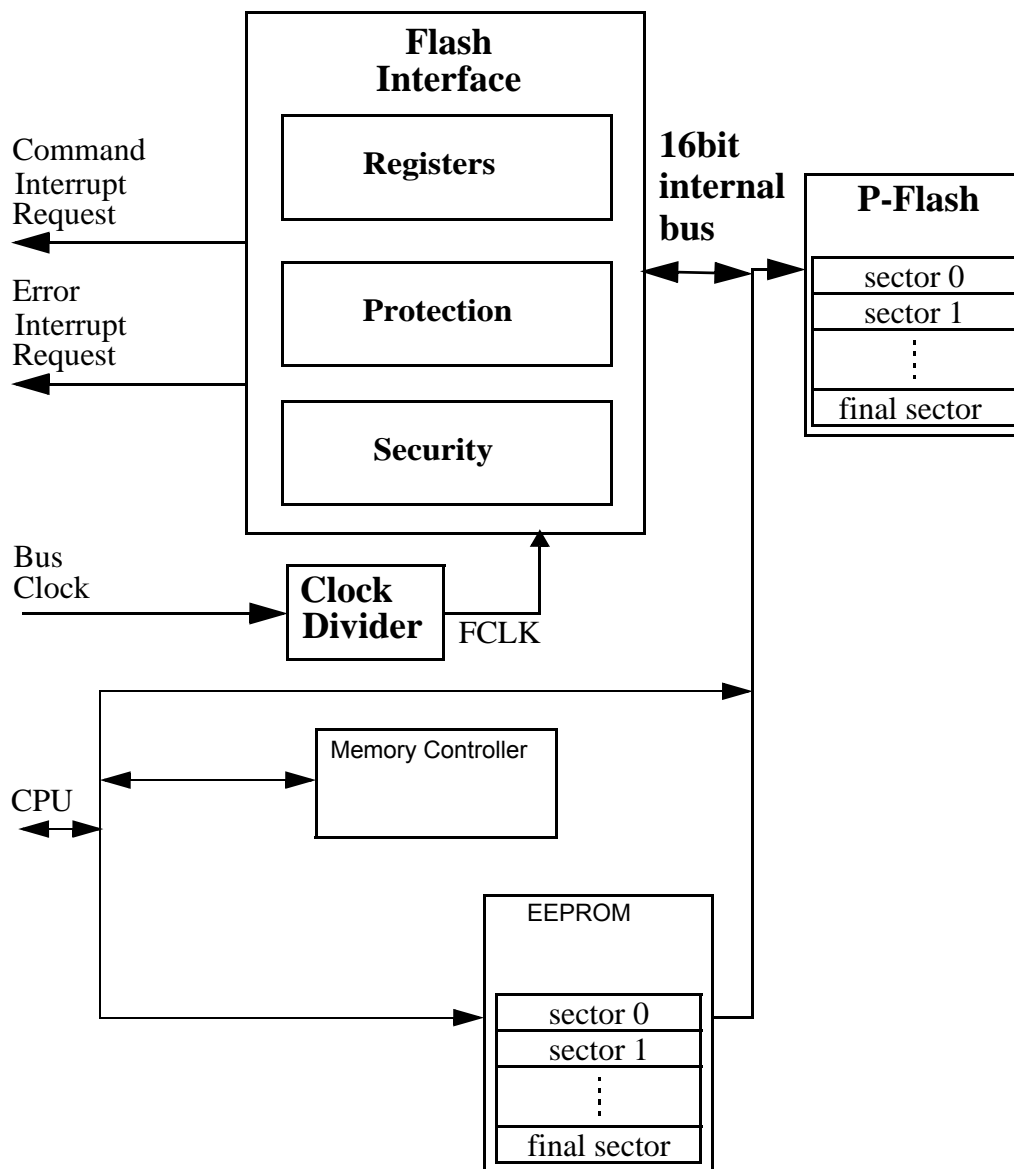 Flash
Interface
Registers
Protection
Security
Command
Interrupt
Request
Error
Interrupt
Request
16bit
internal
bus
P-Flash
sector 0
sector 1
final sector
Bus
Clock
Clock
Divider
FCLK
Memory Controller
CPU
EEPROM
sector 0
sector 1
final sector